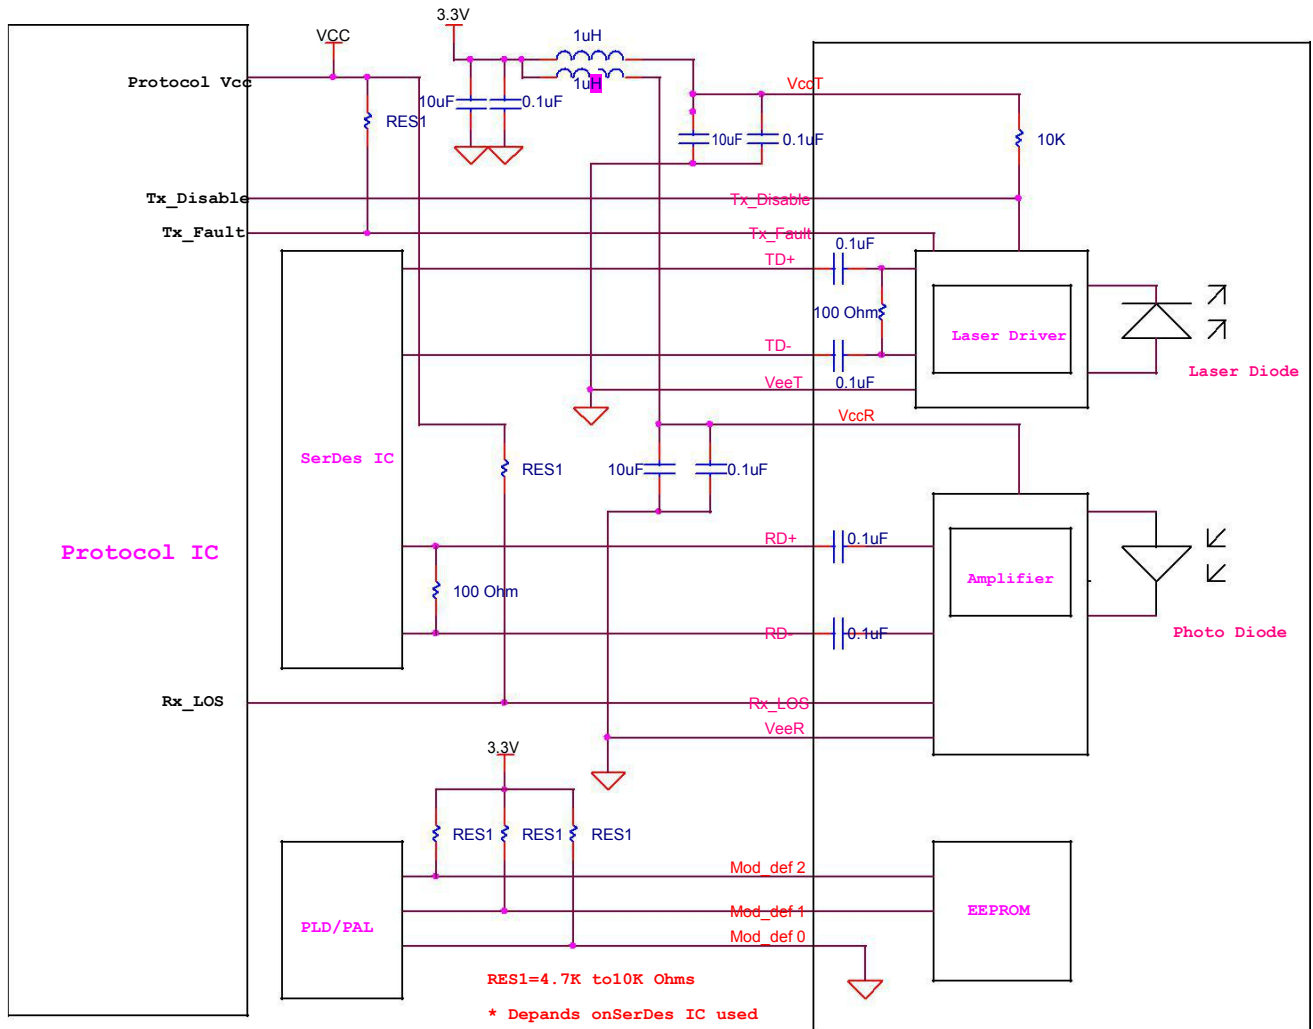 3.3V
VCC
1uH
1uH
Protocol Vcc
VccT
10uF
0.1uF
RES1
10uF
0.1uF
10K
Tx_Disable
Tx_Disable
Tx_Fault
Tx_Fault
0.1uF
TD+
100 Ohm
Laser Driver
TD-
0.1uF
VeeT
Laser Diode
VccR
SerDes IC
RES1
10uF
0.1uF
Protocol IC
RD+
0.1uF
Amplifier
100 Ohm
RD-
0.1uF
Photo Diode
Rx_LOS
Rx_LOS
VeeR
3.3V
RES1
RES1
RES1
Mod_def 2
Mod_def 1
EEPROM
PLD/PAL
Mod_def 0
RES1=4.7K to10K Ohms
* Depands onSerDes IC used